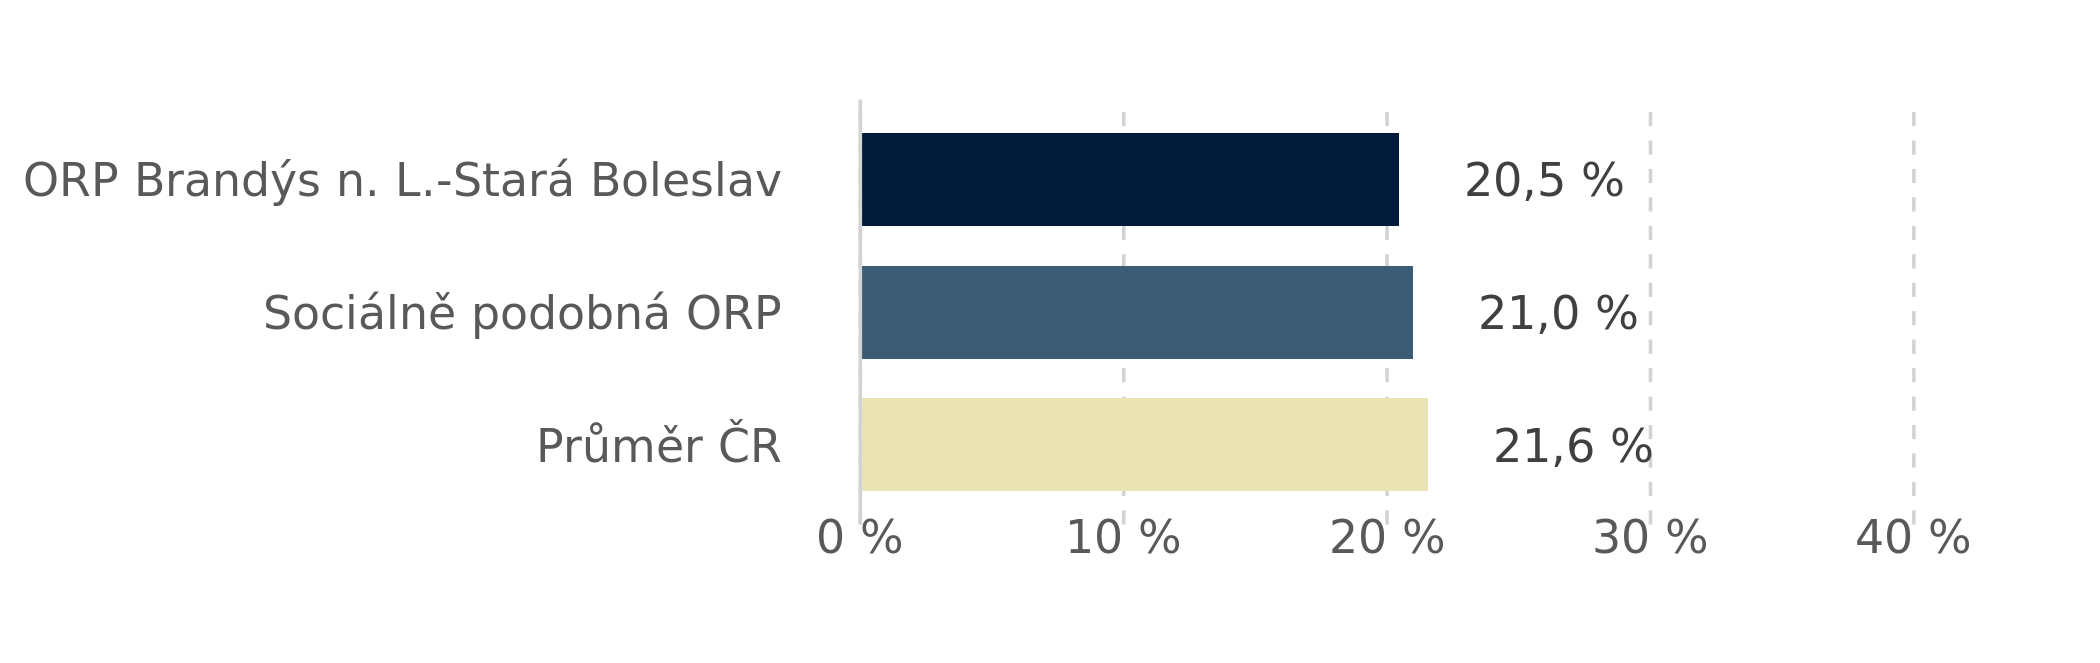 ORP Brandýs n. L.-Stará Boleslav 20,5 %
Sociálně podobná ORP 21,0 %
Průměr ČR 21,6 %
0 % 10 % 20 % 30 % 40 %